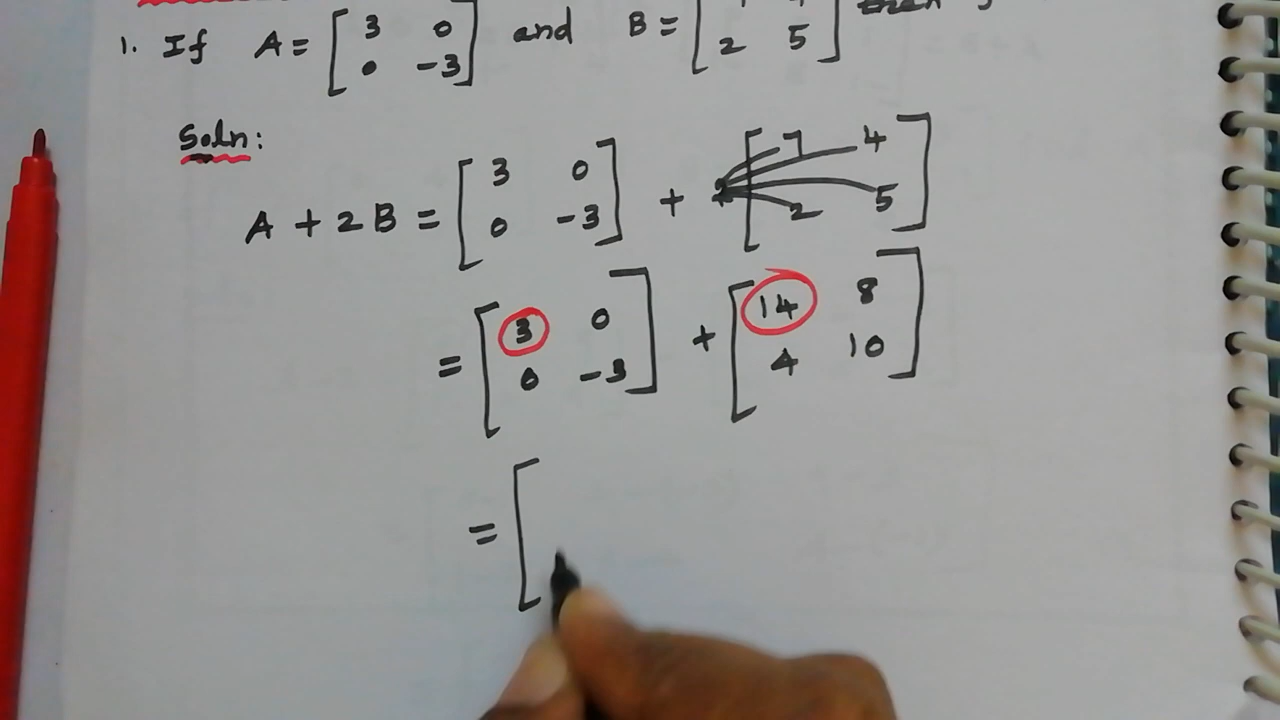 1. If A = [ 3 0 and B = [
0 -3 ] 2 5 ]
Soln:
A + 2B = [ 3 0 + 2 [ 7 4
0 -3 ] 2 5 ]
= [ 3 0 + [ 14 8
0 -3 ] 4 10 ]
= [